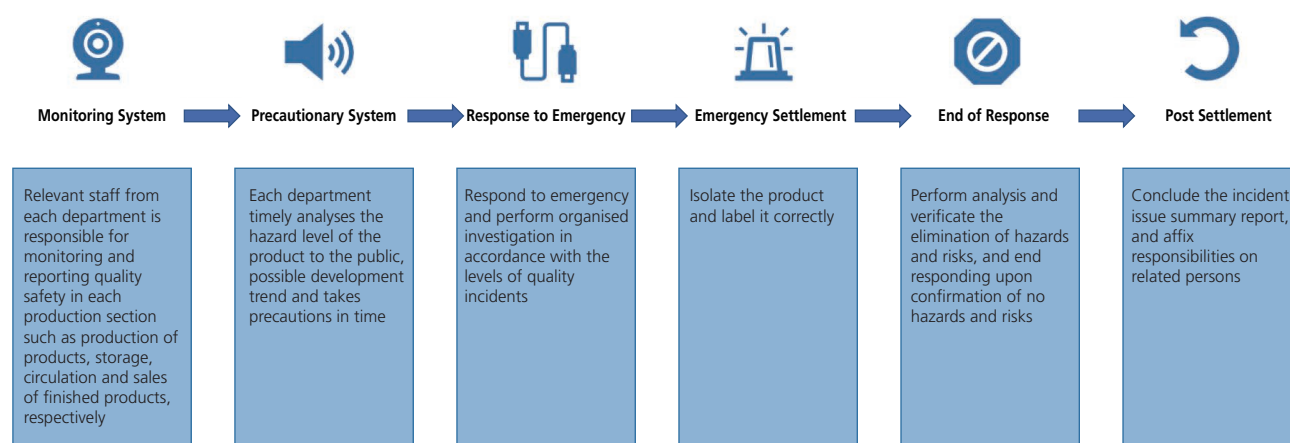 Monitoring System
Precautionary System
Response to Emergency
Emergency Settlement
End of Response
Post Settlement
Relevant staff from
each department is
responsible for
monitoring and
reporting quality
safety in each
production section
such as production of
products, storage,
circulation and sales
of finished products,
respectively
Each department
timely analyses the
hazard level of the
product to the public,
possible development
trend and takes
precautions in time
Respond to emergency
and perform organised
investigation in
accordance with the
levels of quality
incidents
Isolate the product
and label it correctly
Perform analysis and
verificate the
elimination of hazards
and risks, and end
responding upon
confirmation of no
hazards and risks
Conclude the incident
issue summary report,
and affix
responsibilities on
related persons